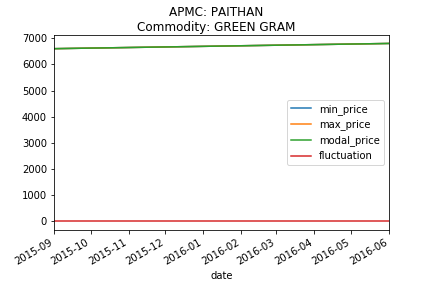 APMC: PAITHAN
Commodity: GREEN GRAM
7000
6000
5000
4000
3000
2000
1000
0
min_price
max_price
modal_price
fluctuation
2015-09
2015-10
2015-11
2015-12
2016-01
2016-02
2016-03
2016-04
2016-05
2016-06
date